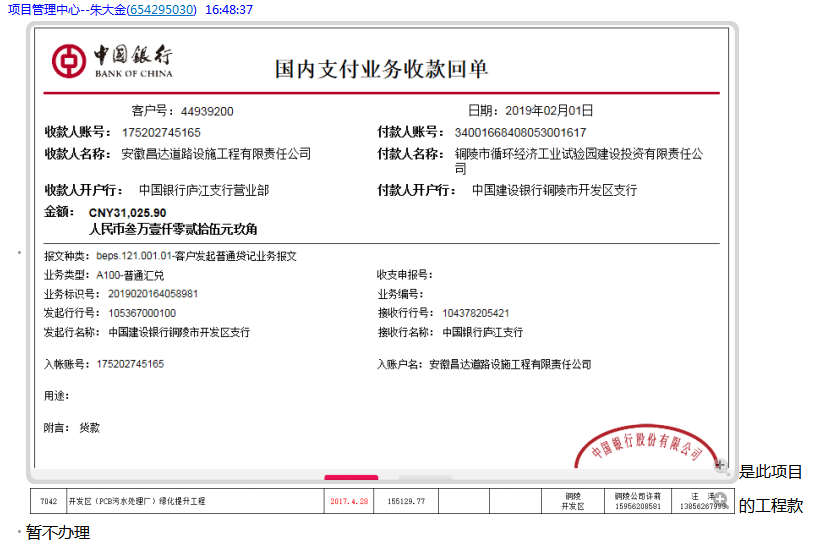 项目管理中心--朱大金(654295030) 16:48:37
中国银行
BANK OF CHINA
国内支付业务收款回单
客户号：44939200 日期：2019年02月01日
收款人账号：175202745165 付款人账号：34001668408053001617
收款人名称：安徽昌达道路设施工程有限责任公司 付款人名称：铜陵市循环经济工业试验园建设投资有限责任公司
收款人开户行：中国银行庐江支行营业部 付款人开户行：中国建设银行铜陵市开发区支行
金额：CNY31,025.90
人民币叁万壹仟零贰拾伍元玖角
报文种类：beps.121.001.01-客户发起普通贷记业务报文
业务类型：A100-普通汇兑 收支申报号：
业务标识号：2019020164058981 业务编号：
发起行行号：105367000100 接收行行号：104378205421
发起行名称：中国建设银行铜陵市开发区支行 接收行名称：中国银行庐江支行
入帐账号：175202745165 入账户名：安徽昌达道路设施工程有限责任公司
用途：
附言：货款
中国银行股份有限公司
是此项目
7042 开发区（PCB污水处理厂）绿化提升工程 2017.4.28 155129.77 铜陵开发区 铜陵公司许莉 15956208581 汪 洋 1385626799
的工程款
暂不办理